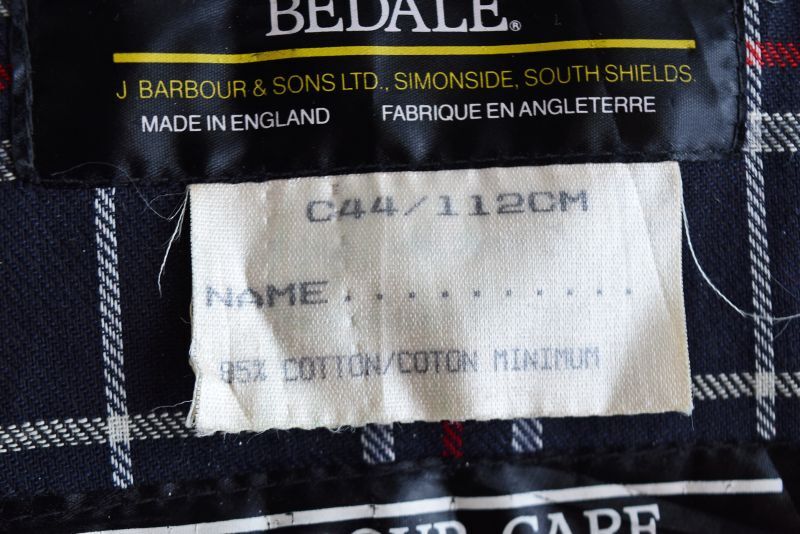 BEDALE®
J. BARBOUR & SONS LTD., SIMONSIDE, SOUTH SHIELDS.
MADE IN ENGLAND FABRIQUE EN ANGLETERRE
C44/112CM
NAME..........
95% COTTON/COTON MINIMUM
CARE